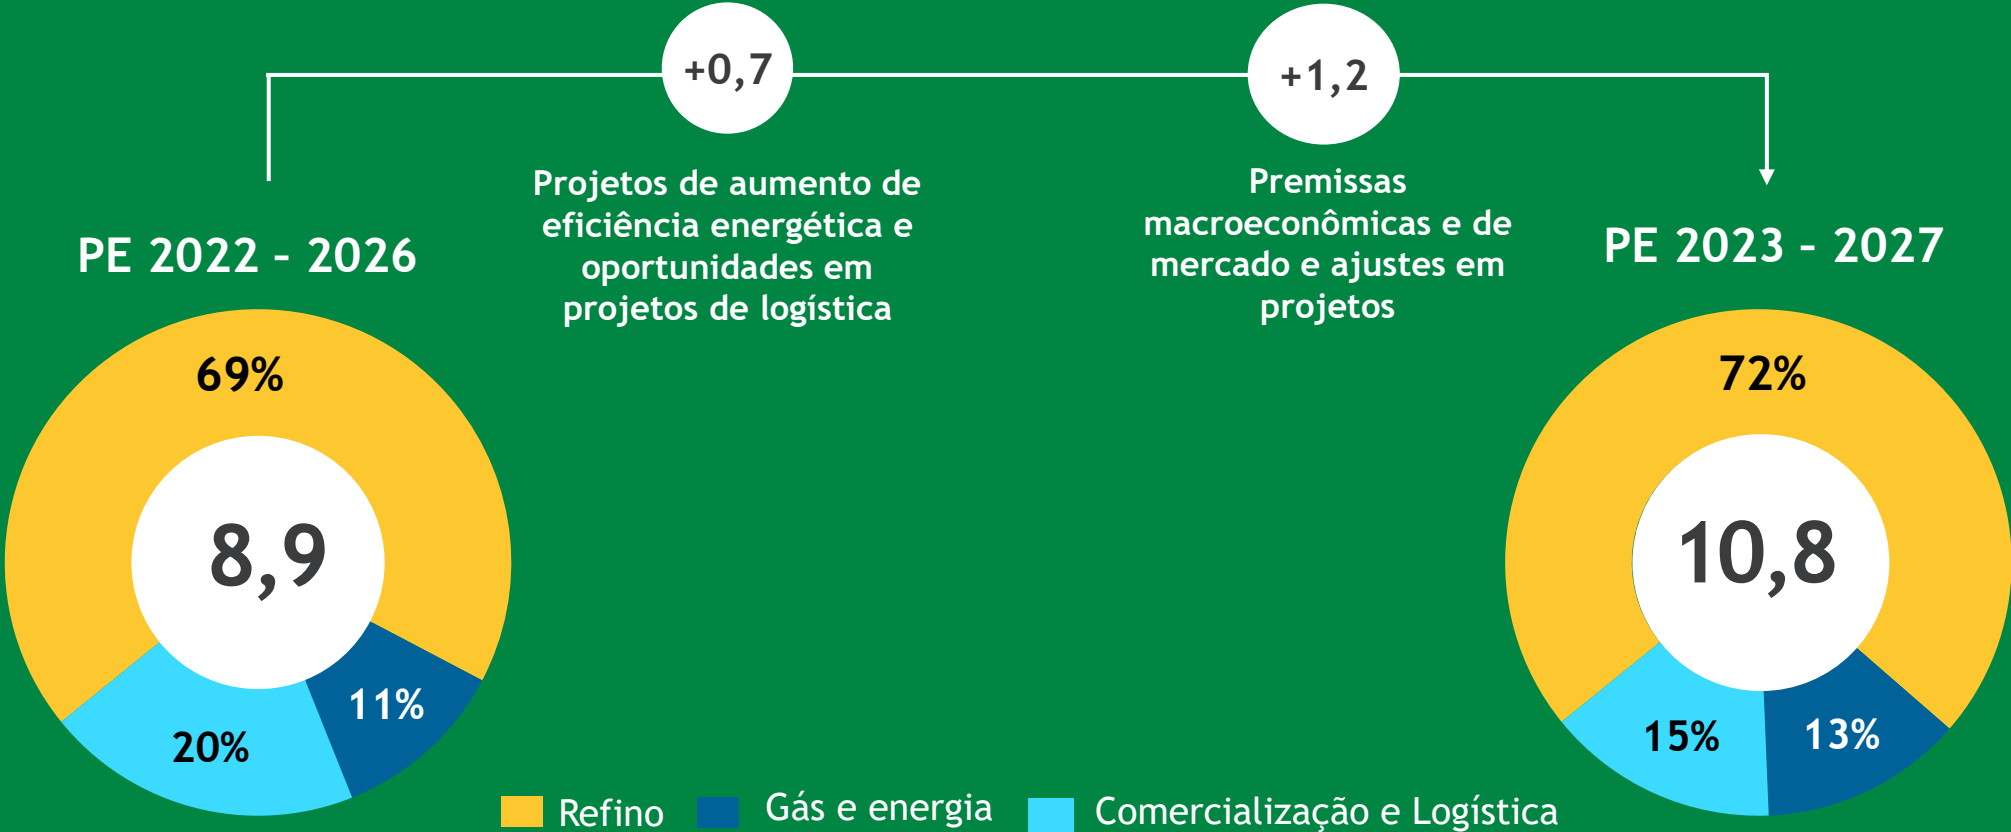 +0,7
+1,2
Projetos de aumento de
eficiência energética e
oportunidades em
projetos de logística
Premissas
macroeconômicas e de
mercado e ajustes em
projetos
PE 2022 – 2026
69%
8,9
11%
20%
PE 2023 – 2027
72%
10,8
15%
13%
Refino
Gás e energia
Comercialização e Logística